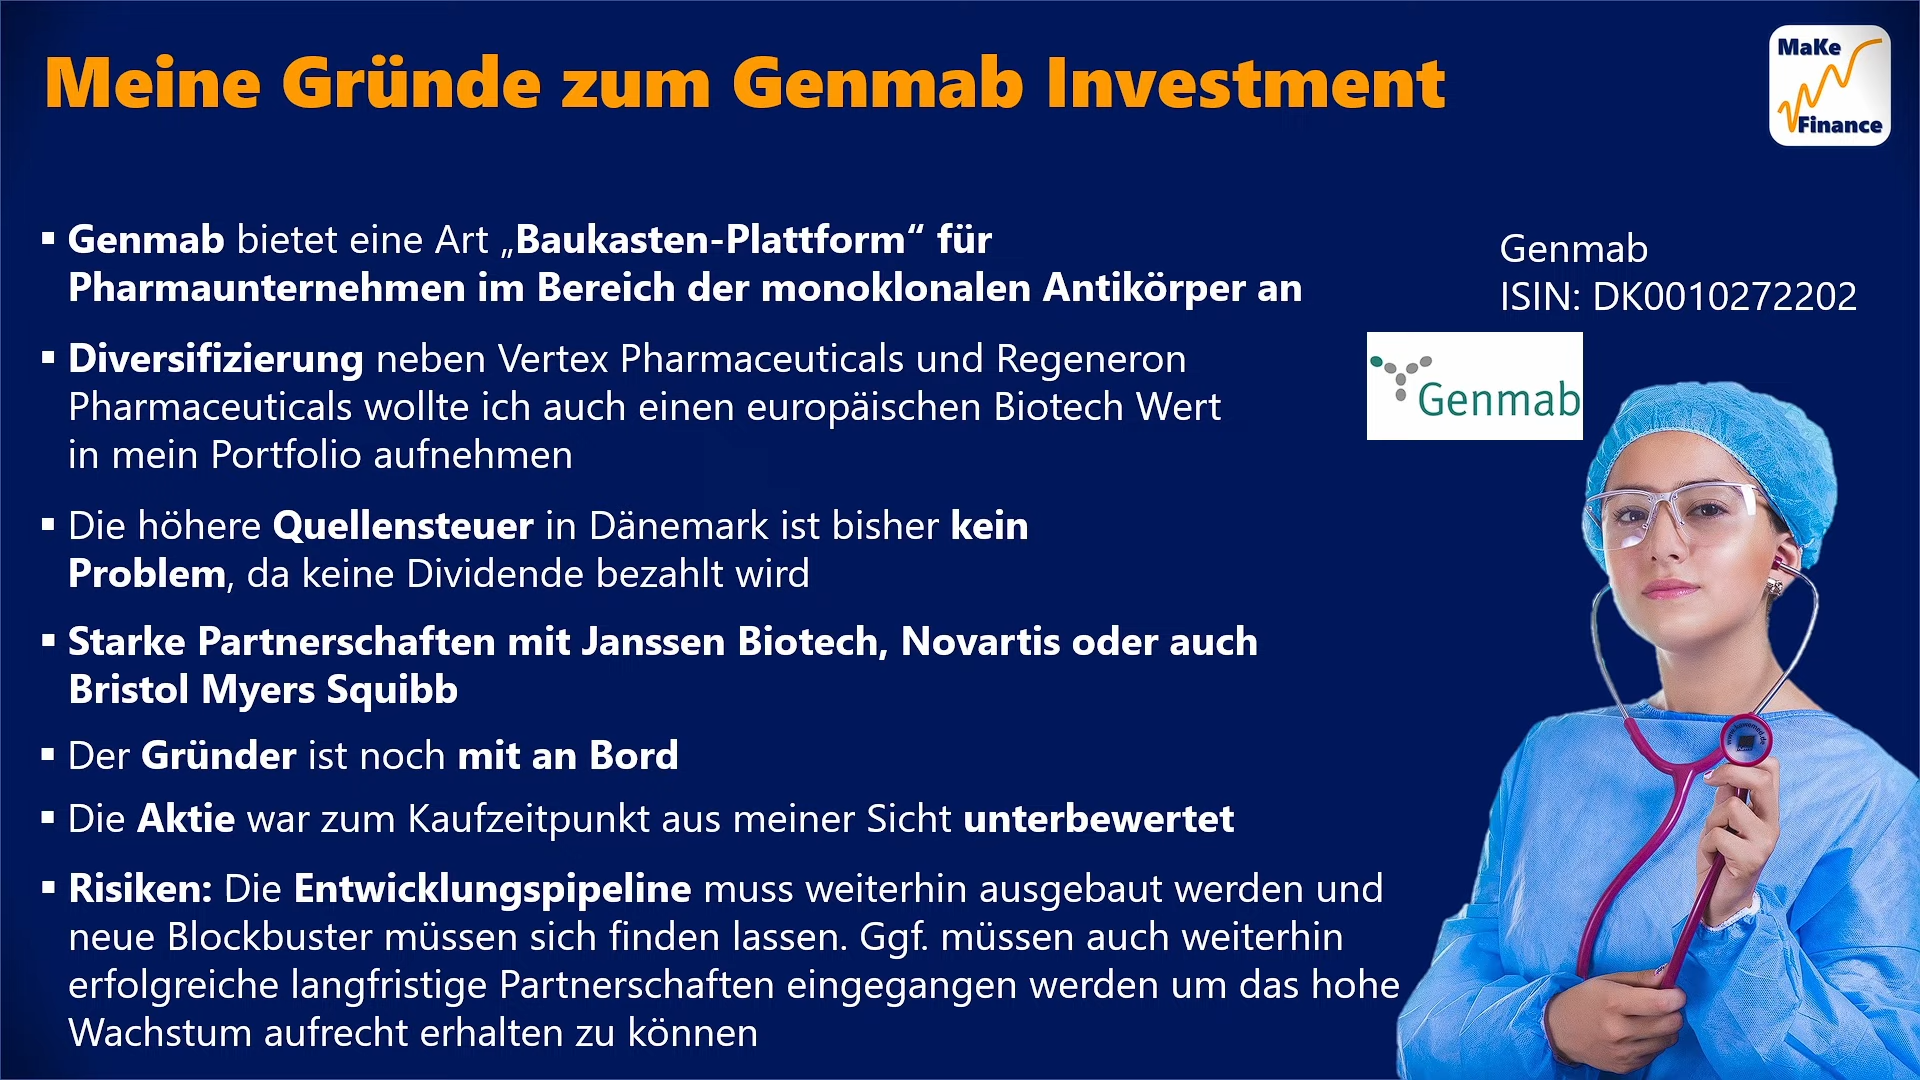 Meine Gründe zum Genmab Investment
MaKe
Finance
▪ Genmab bietet eine Art „Baukasten-Plattform“ für
Pharmaunternehmen im Bereich der monoklonalen Antikörper an
▪ Diversifizierung neben Vertex Pharmaceuticals und Regeneron
Pharmaceuticals wollte ich auch einen europäischen Biotech Wert
in mein Portfolio aufnehmen
▪ Die höhere Quellensteuer in Dänemark ist bisher kein
Problem, da keine Dividende bezahlt wird
▪ Starke Partnerschaften mit Janssen Biotech, Novartis oder auch
Bristol Myers Squibb
▪ Der Gründer ist noch mit an Bord
▪ Die Aktie war zum Kaufzeitpunkt aus meiner Sicht unterbewertet
▪ Risiken: Die Entwicklungspipeline muss weiterhin ausgebaut werden und
neue Blockbuster müssen sich finden lassen. Ggf. müssen auch weiterhin
erfolgreiche langfristige Partnerschaften eingegangen werden um das hohe
Wachstum aufrecht erhalten zu können
Genmab
ISIN: DK0010272202
Genmab